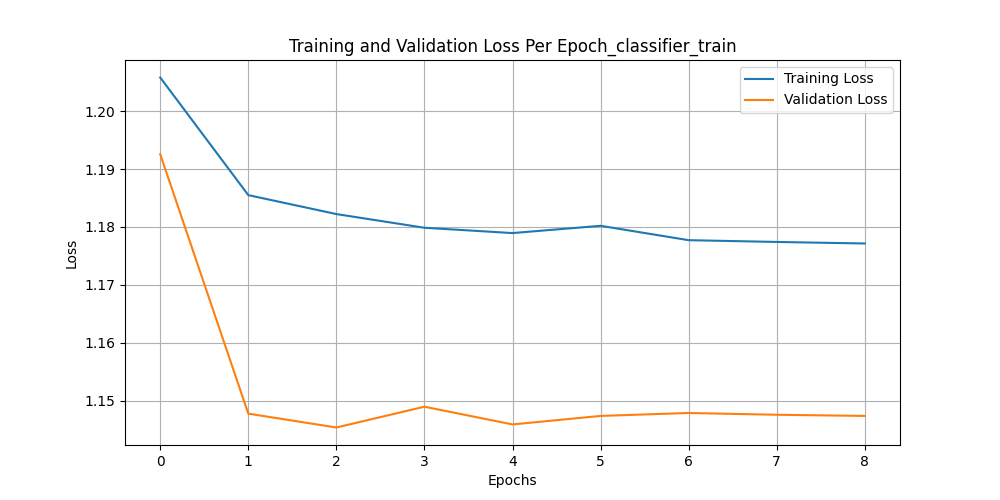 Training and Validation Loss Per Epoch_classifier_train
Training Loss
Validation Loss
1.20
1.19
1.18
1.17
1.16
1.15
Loss
0 1 2 3 4 5 6 7 8
Epochs